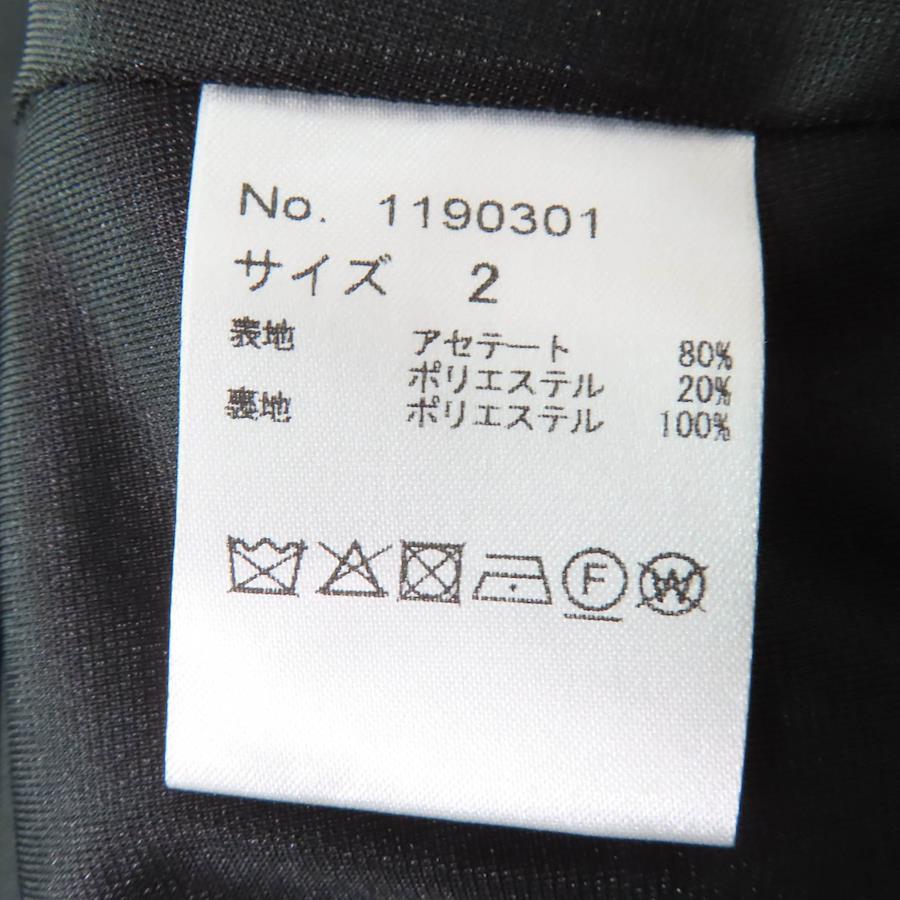 No. 1190301
サイズ 2
表地 アセテート 80%
ポリエステル 20%
裏地 ポリエステル 100%
F W